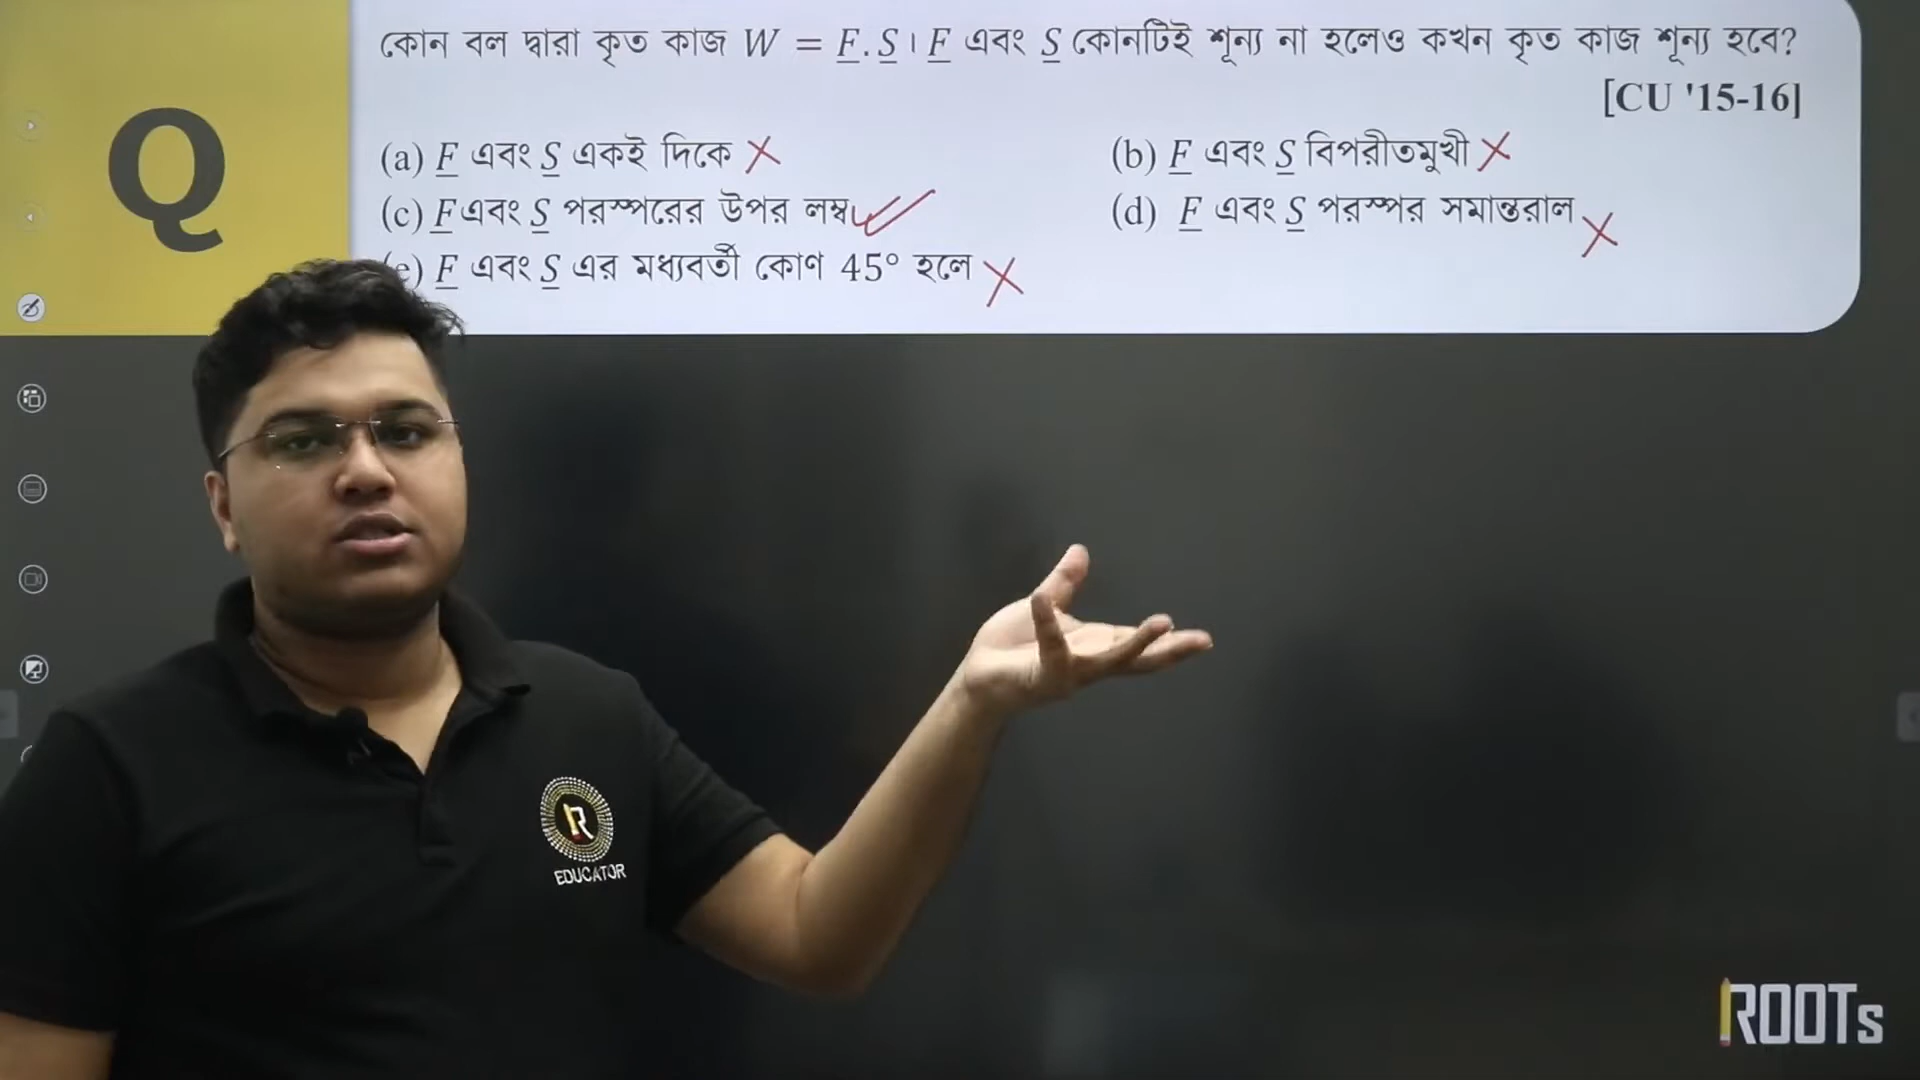 কোন বল দ্বারা কৃত কাজ W = F. S। F এবং S কোনটিই শূন্য না হলেও কখন কৃত কাজ শূন্য হবে?
[CU '15-16]
Q
(a) F এবং S একই দিকে
(b) F এবং S বিপরীতমুখী
(c) F এবং S পরস্পরের উপর লম্ব
(d) F এবং S পরস্পর সমান্তরাল
(e) F এবং S এর মধ্যবর্তী কোণ 45° হলে
R
EDUCATOR
ROOTs